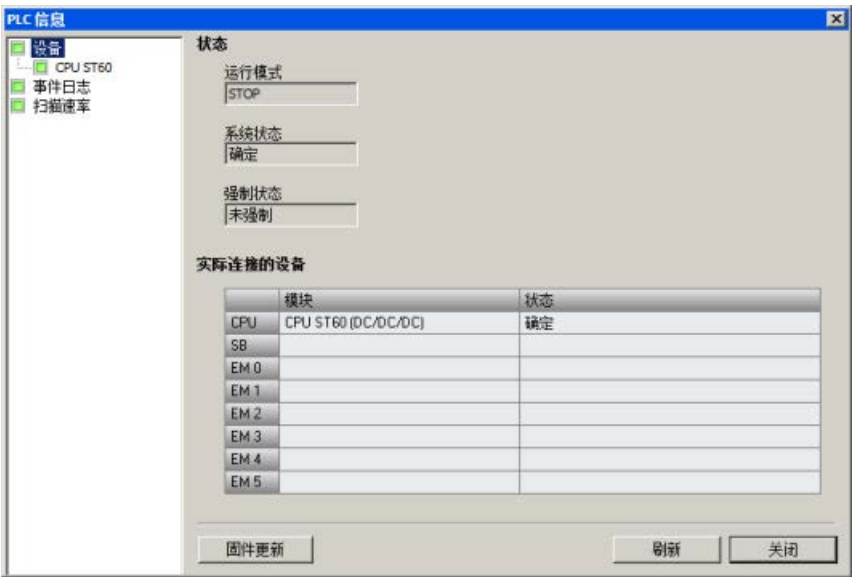 PLC 信息
设备
CPU ST60
事件日志
扫描速率
状态
运行模式
STOP
系统状态
确定
强制状态
未强制
实际连接的设备
模块 状态
CPU CPU ST60 (DC/DC/DC) 确定
SB
EM 0
EM 1
EM 2
EM 3
EM 4
EM 5
固件更新 刷新 关闭